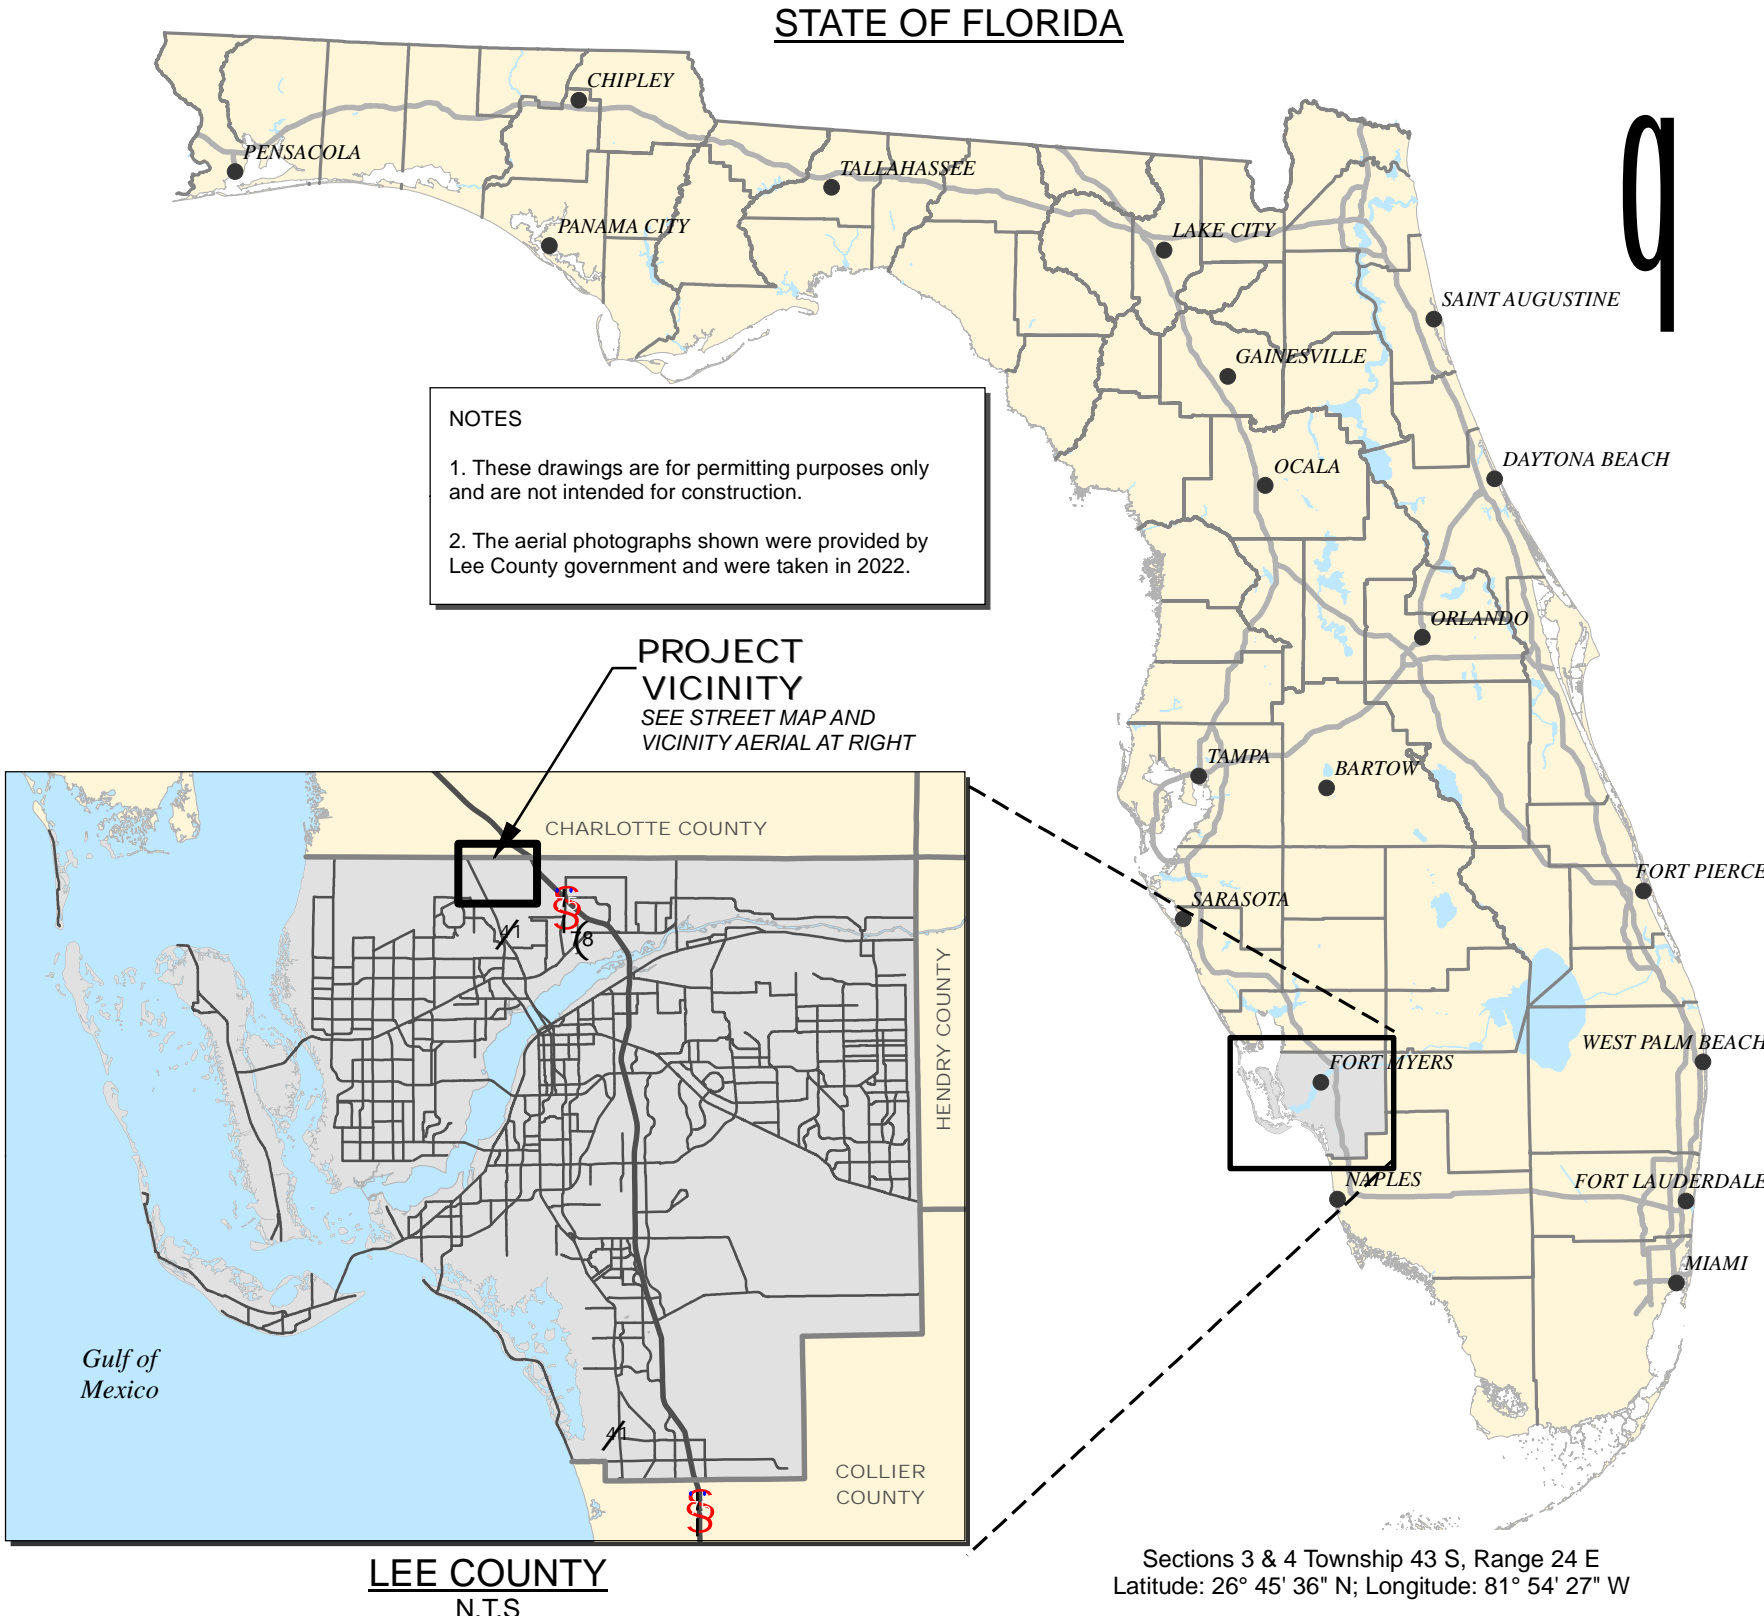 STATE OF FLORIDA
CHIPLEY
PENSACOLA
TALLAHASSEE
PANAMA CITY
LAKE CITY
q
SAINT AUGUSTINE
GAINESVILLE
NOTES
1. These drawings are for permitting purposes only
and are not intended for construction.
2. The aerial photographs shown were provided by
Lee County government and were taken in 2022.
OCALA
DAYTONA BEACH
ORLANDO
PROJECT
VICINITY
SEE STREET MAP AND
VICINITY AERIAL AT RIGHT
TAMPA
BARTOW
CHARLOTTE COUNTY
FORT PIERCE
SARASOTA
41
78
HENDRY COUNTY
WEST PALM BEACH
FORT MYERS
NAPLES
FORT LAUDERDALE
MIAMI
Gulf of
Mexico
41
COLLIER
COUNTY
LEE COUNTY
N.T.S
Sections 3 & 4 Township 43 S, Range 24 E
Latitude: 26° 45' 36" N; Longitude: 81° 54' 27" W